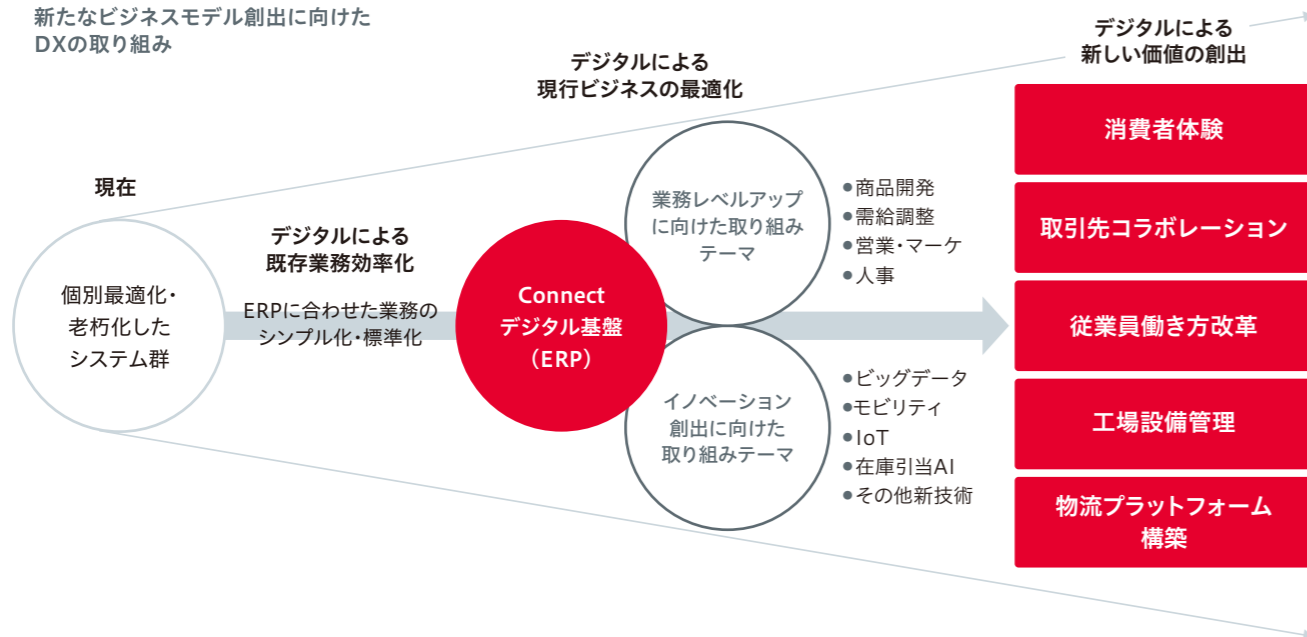 新たなビジネスモデル創出に向けた
DXの取り組み
現在
個別最適化・
老朽化した
システム群
デジタルによる
既存業務効率化
ERPに合わせた業務の
シンプル化・標準化
Connect
デジタル基盤
（ERP）
デジタルによる
現行ビジネスの最適化
業務レベルアップ
に向けた取り組み
テーマ
●商品開発
●需給調整
●営業・マーケ
●人事
イノベーション
創出に向けた
取り組みテーマ
●ビッグデータ
●モビリティ
●IoT
●在庫引当AI
●その他新技術
デジタルによる
新しい価値の創出
消費者体験
取引先コラボレーション
従業員働き方改革
工場設備管理
物流プラットフォーム
構築